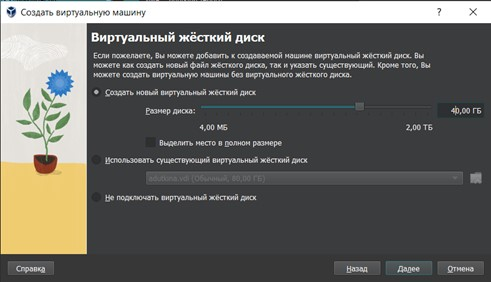 Создать виртуальную машину
?
Виртуальный жёсткий диск
Если пожелаете, Вы можете добавить к создаваемой машине виртуальный жёсткий диск. Вы
можете как создать новый файл жёсткого диска, так и указать существующий. Кроме того, Вы
можете создать виртуальную машины без виртуального жёсткого диска.
Создать новый виртуальный жёсткий диск
Размер диска:
40,00 ГБ
4,00 МБ
2,00 ТБ
Выделить место в полном размере
Использовать существующий виртуальный жёсткий диск
(Обычный, 80,00 ГБ)
Не подключать виртуальный жёсткий диск
Справка
Назад
Далее
Отмена